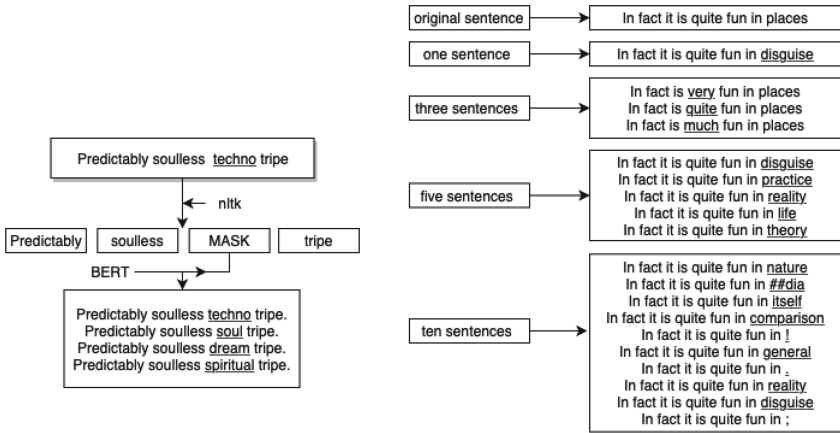 Predictably soulless techno tripe
nltk
Predictably
soulless
MASK
tripe
BERT
Predictably soulless techno tripe.
Predictably soulless soul tripe.
Predictably soulless dream tripe.
Predictably soulless spiritual tripe.
original sentence
In fact it is quite fun in places
one sentence
In fact it is quite fun in disguise
three sentences
In fact is very fun in places
In fact is quite fun in places
In fact is much fun in places
five sentences
In fact it is quite fun in disguise
In fact it is quite fun in practice
In fact it is quite fun in reality
In fact it is quite fun in life
In fact it is quite fun in theory
ten sentences
In fact it is quite fun in nature
In fact it is quite fun in ##dia
In fact it is quite fun in itself
In fact it is quite fun in comparison
In fact it is quite fun in !
In fact it is quite fun in general
In fact it is quite fun in .
In fact it is quite fun in reality
In fact it is quite fun in disguise
In fact it is quite fun in ;